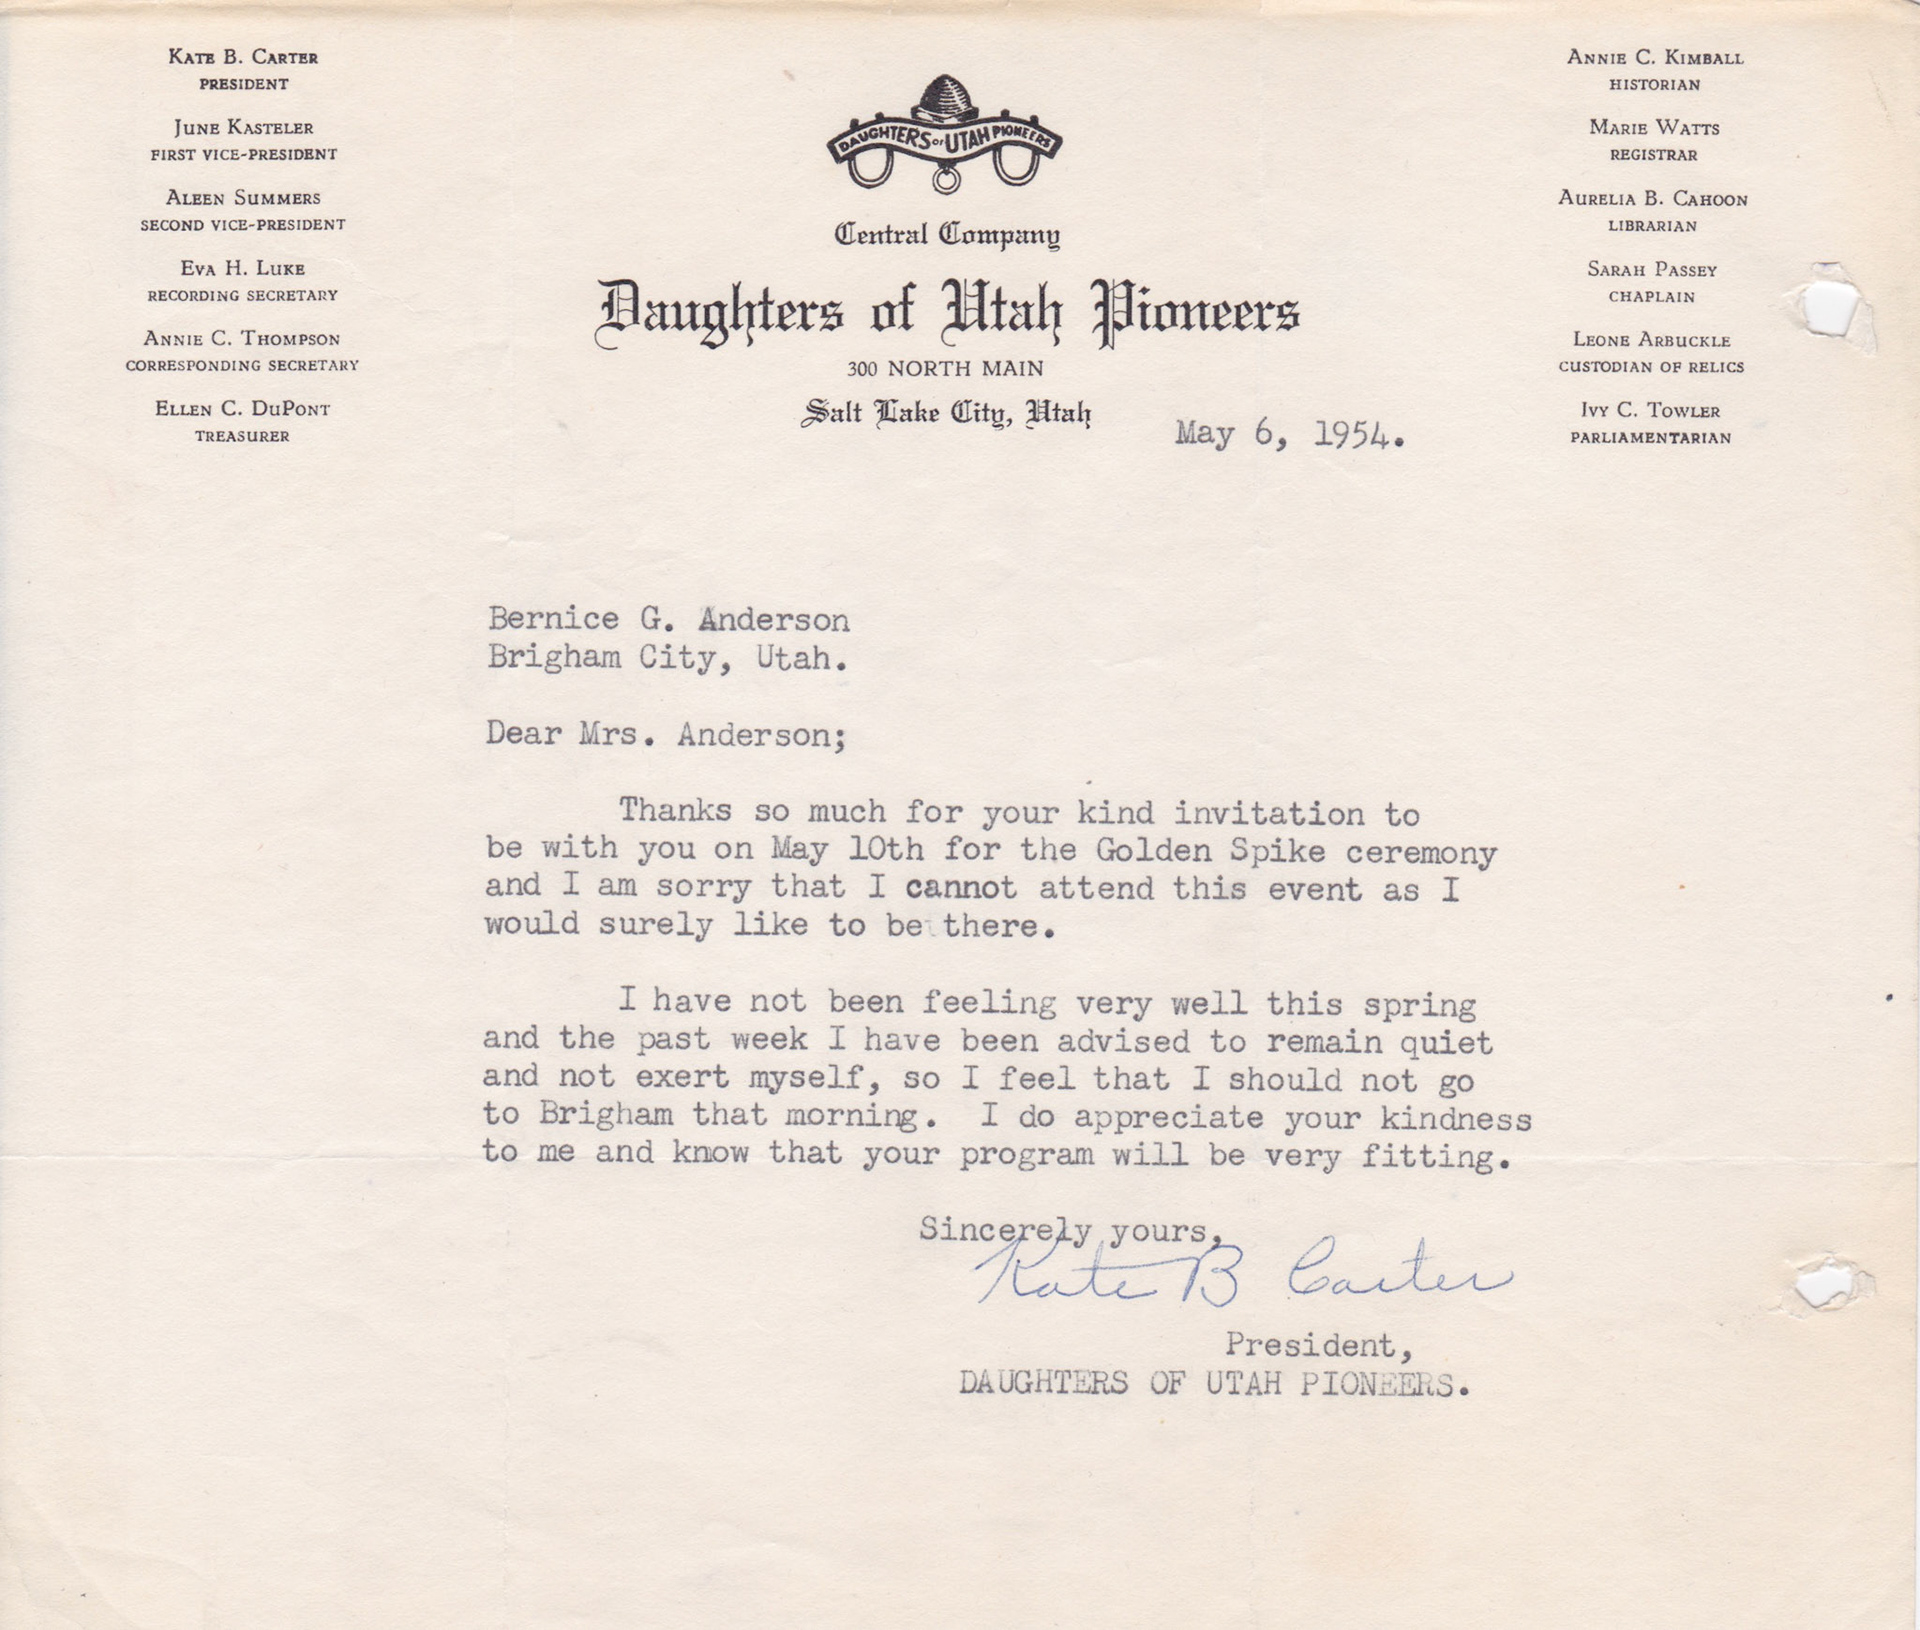 KATE B. CARTER
PRESIDENT
JUNE KASTELER
FIRST VICE-PRESIDENT
ALEEN SUMMERS
SECOND VICE-PRESIDENT
EVA H. LUKE
RECORDING SECRETARY
ANNIE C. THOMPSON
CORRESPONDING SECRETARY
ELLEN C. DUPONT
TREASURER
DAUGHTERS OF UTAH PIONEERS
Central Company
Daughters of Utah Pioneers
300 NORTH MAIN
Salt Lake City, Utah
May 6, 1954.
ANNIE C. KIMBALL
HISTORIAN
MARIE WATTS
REGISTRAR
AURELIA B. CAHOON
LIBRARIAN
SARAH PASSEY
CHAPLAIN
LEONE ARBUCKLE
CUSTODIAN OF RELICS
IVY C. TOWLER
PARLIAMENTARIAN
Bernice G. Anderson
Brigham City, Utah.
Dear Mrs. Anderson;
Thanks so much for your kind invitation to
be with you on May 10th for the Golden Spike ceremony
and I am sorry that I cannot attend this event as I
would surely like to be there.
I have not been feeling very well this spring
and the past week I have been advised to remain quiet
and not exert myself, so I feel that I should not go
to Brigham that morning. I do appreciate your kindness
to me and know that your program will be very fitting.
Sincerely yours,
Kate B Carter
President,
DAUGHTERS OF UTAH PIONEERS.